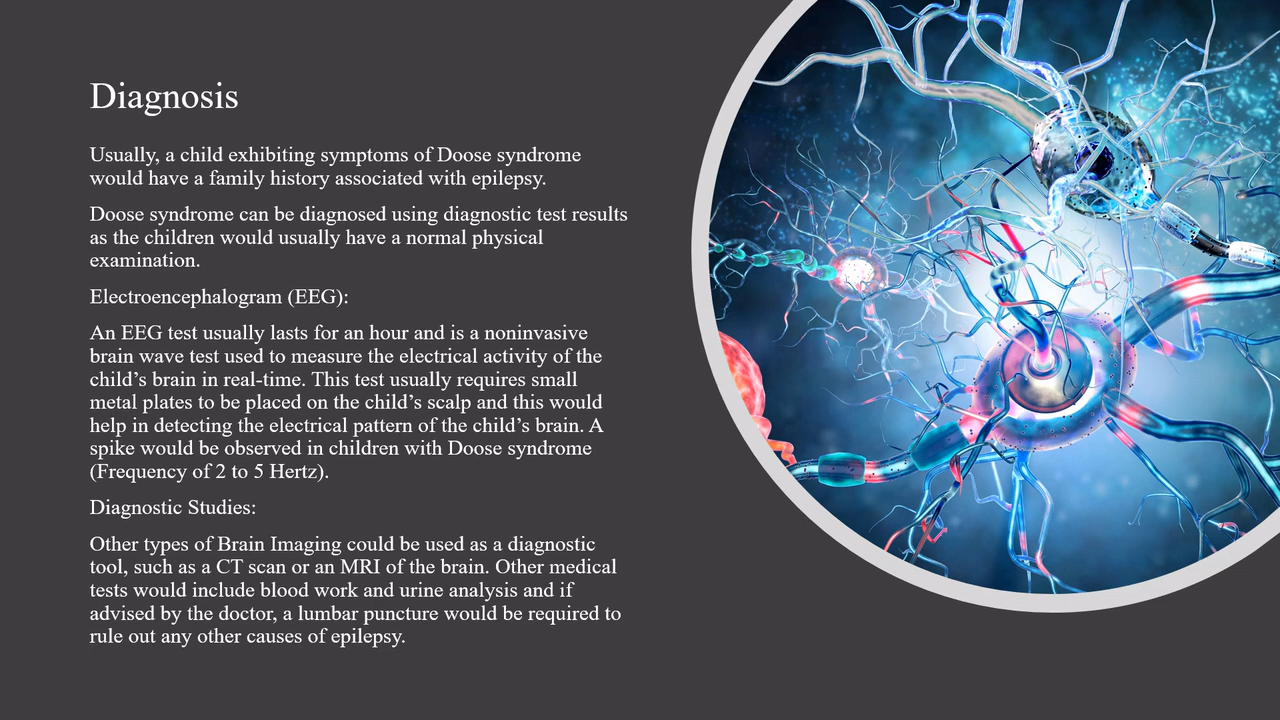 Diagnosis
Usually, a child exhibiting symptoms of Doose syndrome
would have a family history associated with epilepsy.
Doose syndrome can be diagnosed using diagnostic test results
as the children would usually have a normal physical
examination.
Electroencephalogram (EEG):
An EEG test usually lasts for an hour and is a noninvasive
brain wave test used to measure the electrical activity of the
child’s brain in real-time. This test usually requires small
metal plates to be placed on the child’s scalp and this would
help in detecting the electrical pattern of the child’s brain. A
spike would be observed in children with Doose syndrome
(Frequency of 2 to 5 Hertz).
Diagnostic Studies:
Other types of Brain Imaging could be used as a diagnostic
tool, such as a CT scan or an MRI of the brain. Other medical
tests would include blood work and urine analysis and if
advised by the doctor, a lumbar puncture would be required to
rule out any other causes of epilepsy.